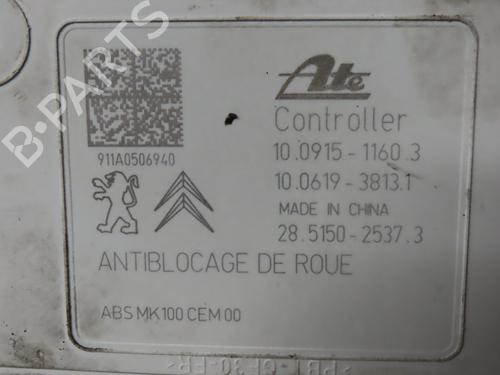 Ate
Controller
911A0506940
10.0915-1160.3
10.0619-3813.1
MADE IN CHINA
28.5150-2537.3
ANTIBLOCAGE DE ROUE
ABS MK100 CEM 00
B-PARTS